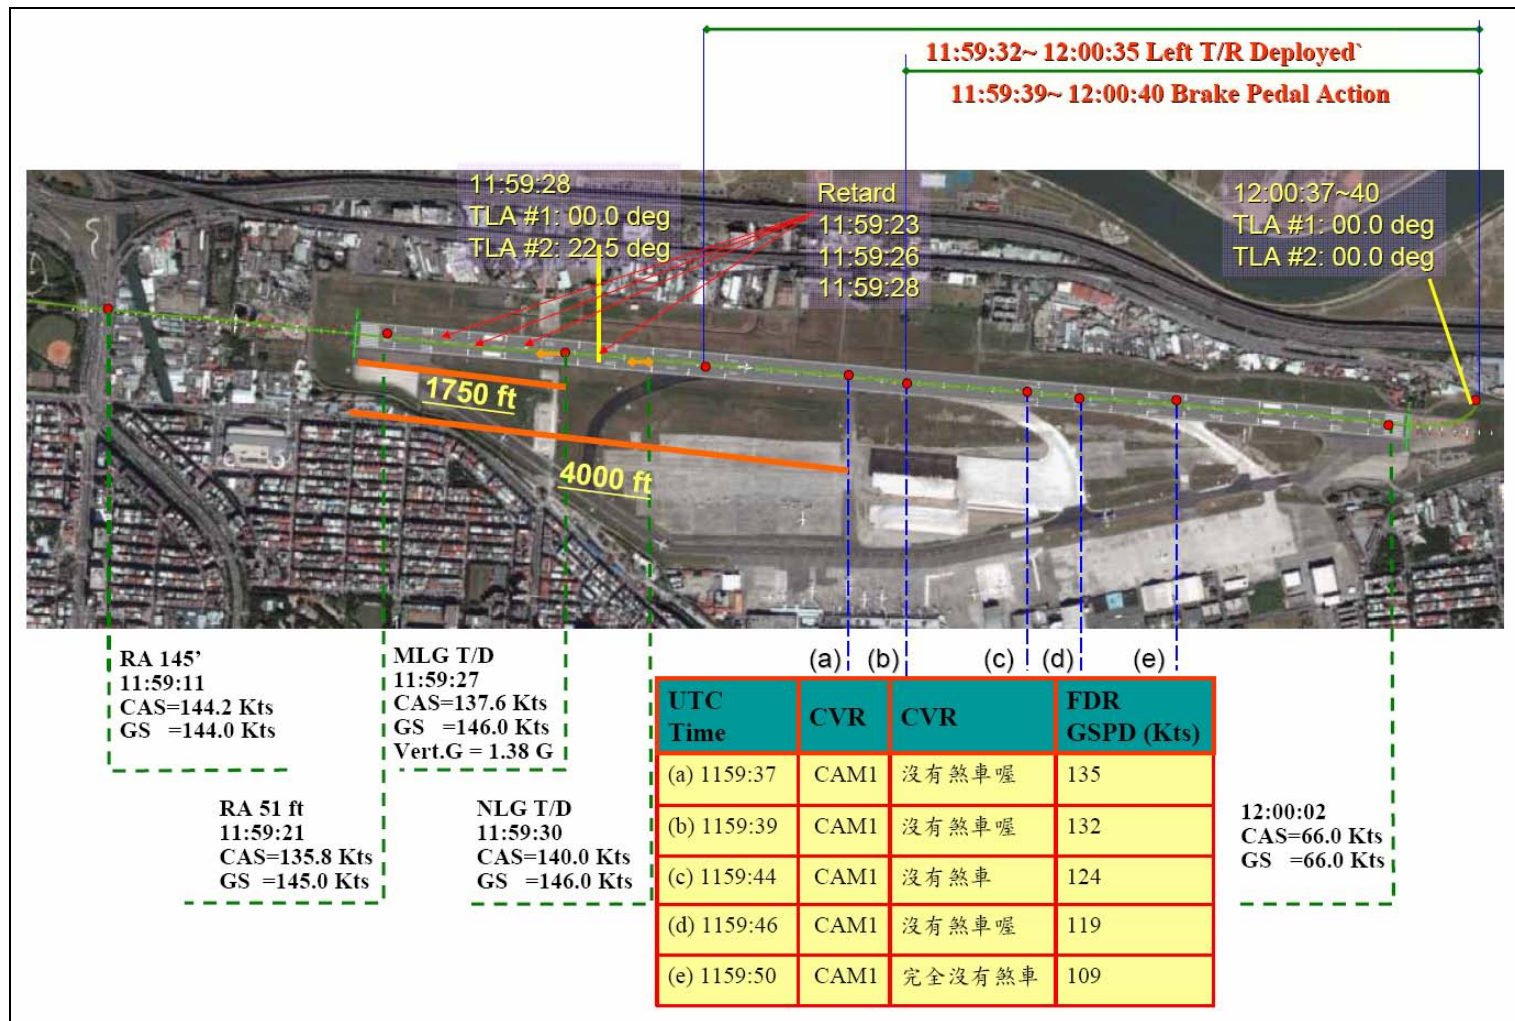 11:59:32~ 12:00:35 Left T/R Deployed`
11:59:39~ 12:00:40 Brake Pedal Action
11:59:28
TLA #1: 00.0 deg
TLA #2: 22.5 deg
Retard
11:59:23
11:59:26
11:59:28
12:00:37~40
TLA #1: 00.0 deg
TLA #2: 00.0 deg
1750 ft
4000 ft
RA 145’
11:59:11
CAS=144.2 Kts
GS =144.0 Kts
MLG T/D
11:59:27
CAS=137.6 Kts
GS =146.0 Kts
Vert.G = 1.38 G
RA 51 ft
11:59:21
CAS=135.8 Kts
GS =145.0 Kts
NLG T/D
11:59:30
CAS=140.0 Kts
GS =146.0 Kts
(a) (b) (c) (d) (e)
UTC Time CVR CVR FDR GSPD (Kts)
(a) 1159:37 CAM1 沒有煞車喔 135
(b) 1159:39 CAM1 沒有煞車喔 132
(c) 1159:44 CAM1 沒有煞車 124
(d) 1159:46 CAM1 沒有煞車喔 119
(e) 1159:50 CAM1 完全沒有煞車 109
12:00:02
CAS=66.0 Kts
GS =66.0 Kts